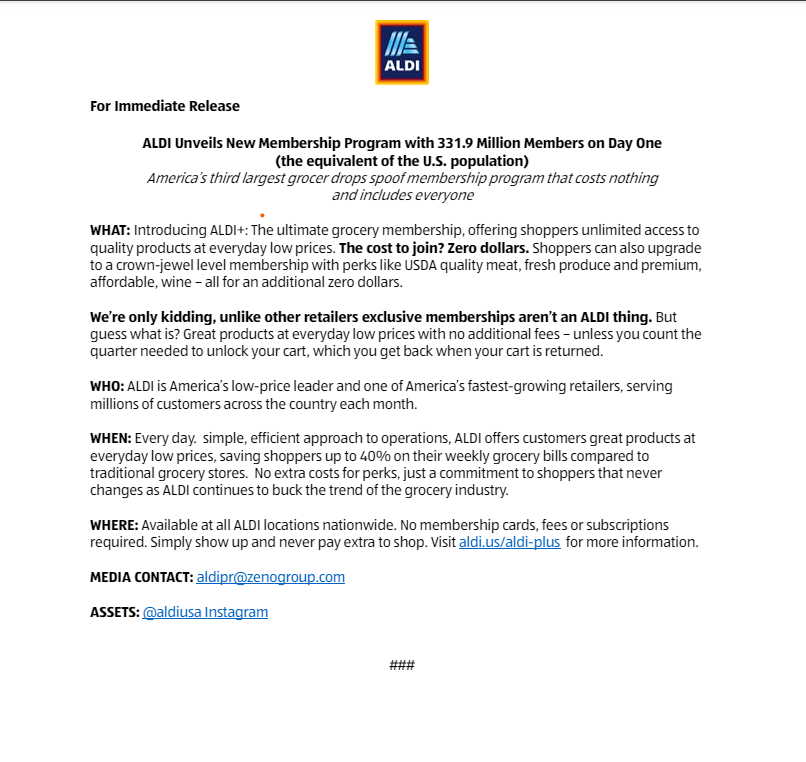 ALDI
For Immediate Release
ALDI Unveils New Membership Program with 331.9 Million Members on Day One
(the equivalent of the U.S. population)
America's third largest grocer drops spoof membership program that costs nothing
and includes everyone
WHAT: Introducing ALDI+: The ultimate grocery membership, offering shoppers unlimited access to
quality products at everyday low prices. The cost to join? Zero dollars. Shoppers can also upgrade
to a crown-jewel level membership with perks like USDA quality meat, fresh produce and premium,
affordable, wine – all for an additional zero dollars.
We're only kidding, unlike other retailers exclusive memberships aren't an ALDI thing. But
guess what is? Great products at everyday low prices with no additional fees – unless you count the
quarter needed to unlock your cart, which you get back when your cart is returned.
WHO: ALDI is America's low-price leader and one of America's fastest-growing retailers, serving
millions of customers across the country each month.
WHEN: Every day.  simple, efficient approach to operations, ALDI offers customers great products at
everyday low prices, saving shoppers up to 40% on their weekly grocery bills compared to
traditional grocery stores.  No extra costs for perks, just a commitment to shoppers that never
changes as ALDI continues to buck the trend of the grocery industry.
WHERE: Available at all ALDI locations nationwide. No membership cards, fees or subscriptions
required. Simply show up and never pay extra to shop. Visit aldi.us/aldi-plus  for more information.
MEDIA CONTACT: aldipr@zenogroup.com
ASSETS: @aldiusa Instagram
###